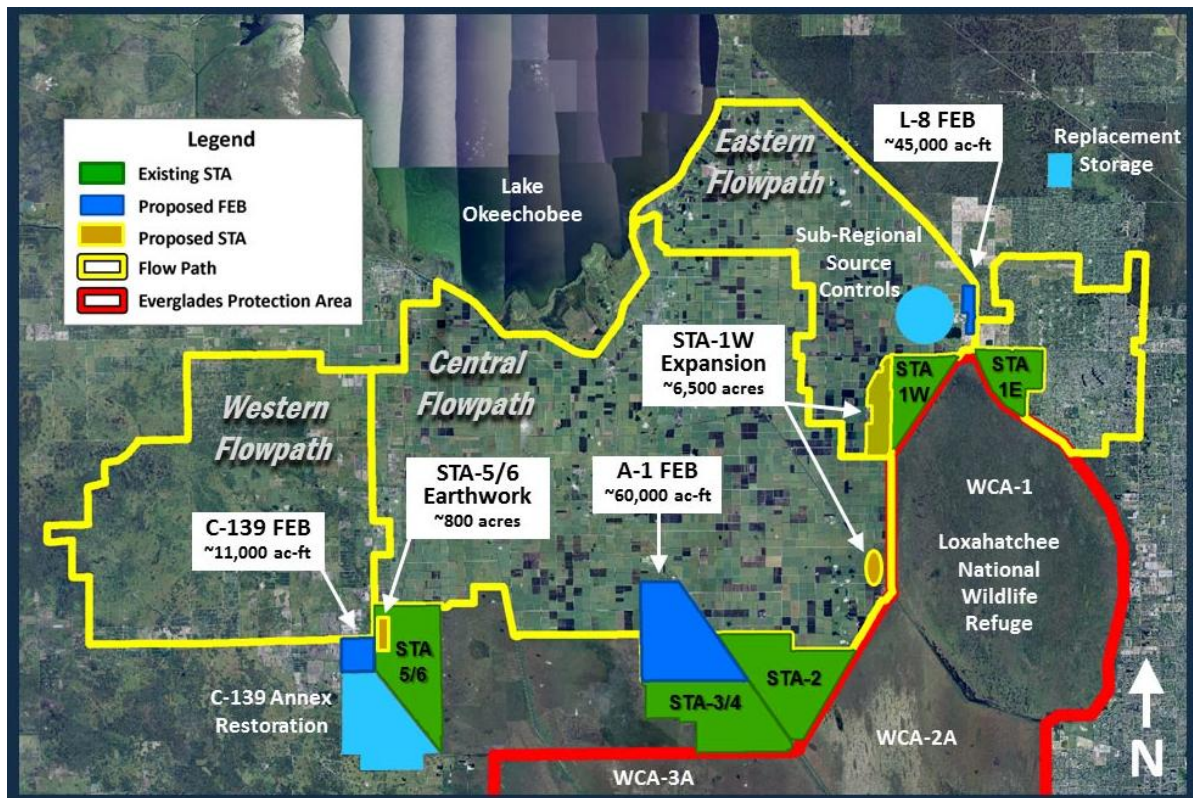 Legend
Existing STA
Proposed FEB
Proposed STA
Flow Path
Everglades Protection Area
Lake
Okeechobee
Eastern
Flowpath
L-8 FEB
~45,000 ac-ft
Replacement
Storage
Sub-Regional
Source
Controls
STA-1W
Expansion
~6,500 acres
STA
1W
STA
1E
Central
Flowpath
Western
Flowpath
STA-5/6
Earthwork
~800 acres
A-1 FEB
~60,000 ac-ft
C-139 FEB
~11,000 ac-ft
WCA-1
Loxahatchee
National
Wildlife
Refuge
STA
5/6
C-139 Annex
Restoration
STA-3/4
STA-2
WCA-2A
WCA-3A
N